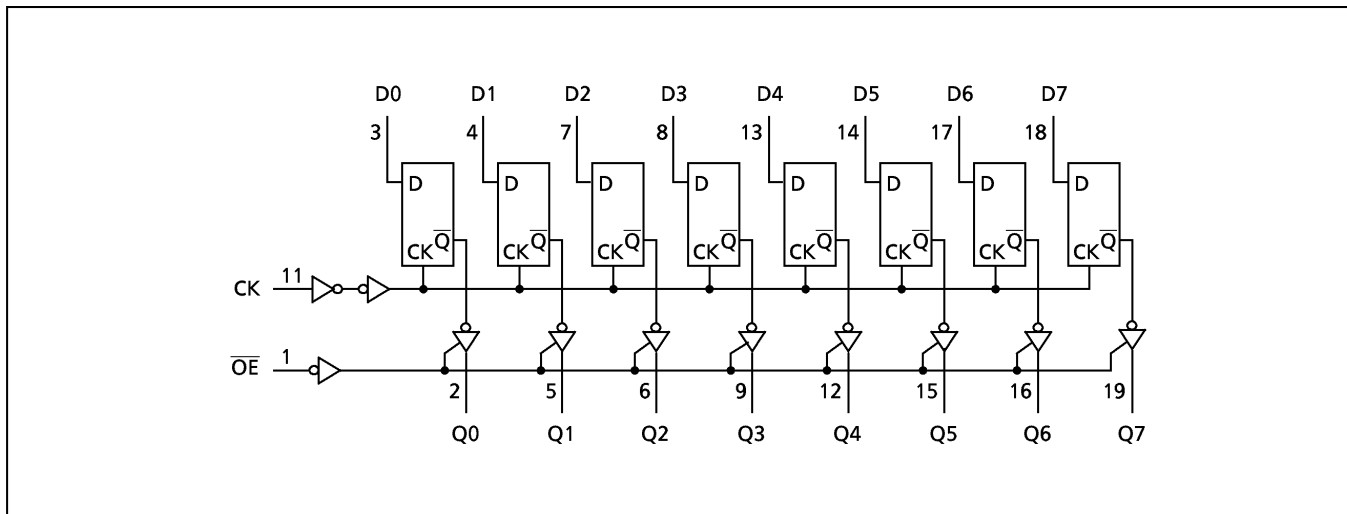 D0 D1 D2 D3 D4 D5 D6 D7
3 4 7 8 13 14 17 18
D D D D D D D D
Q̅ Q̅ Q̅ Q̅ Q̅ Q̅ Q̅ Q̅
CK CK CK CK CK CK CK CK
CK 11
O̅E̅ 1
2 5 6 9 12 15 16 19
Q0 Q1 Q2 Q3 Q4 Q5 Q6 Q7